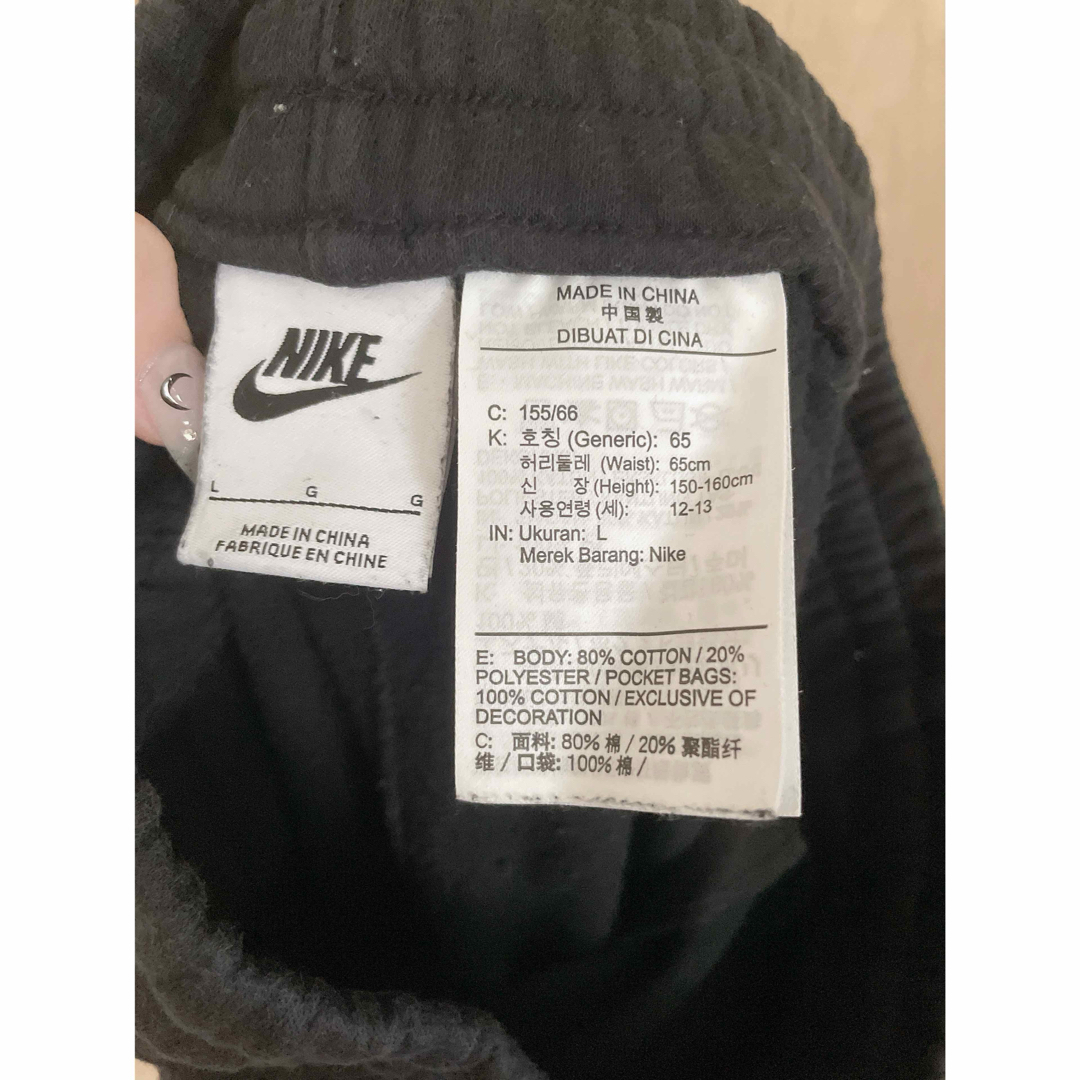 NIKE
L G G
MADE IN CHINA
FABRIQUE EN CHINE
MADE IN CHINA
中国製
DIBUAT DI CINA
C: 155/66
K: 호칭 (Generic): 65
허리둘레 (Waist): 65cm
신 장 (Height): 150-160cm
사용연령 (세): 12-13
IN: Ukuran: L
Merek Barang: Nike
E: BODY: 80% COTTON / 20%
POLYESTER / POCKET BAGS:
100% COTTON / EXCLUSIVE OF
DECORATION
C: 面料: 80% 棉 / 20% 聚酯纤
维 / 口袋: 100% 棉 /